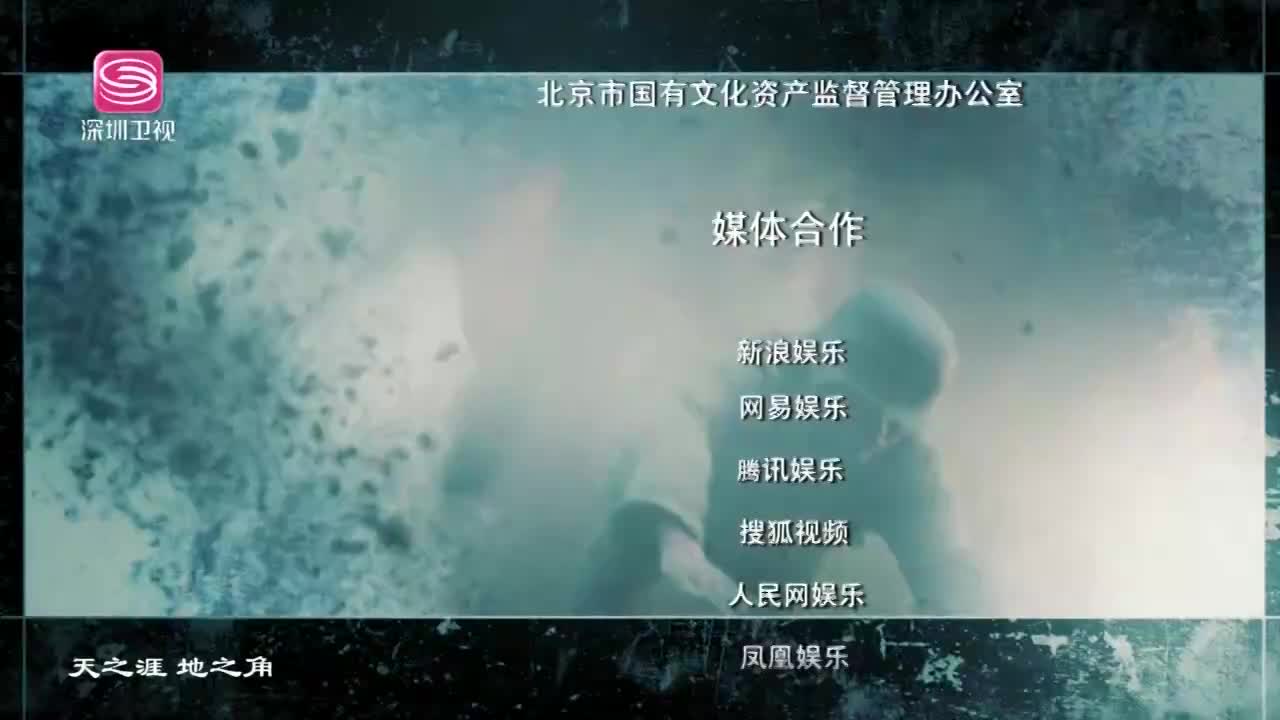 北京市国有文化资产监督管理办公室
深圳卫视
媒体合作
新浪娱乐
网易娱乐
腾讯娱乐
搜狐视频
人民网娱乐
凤凰娱乐
天之涯 地之角